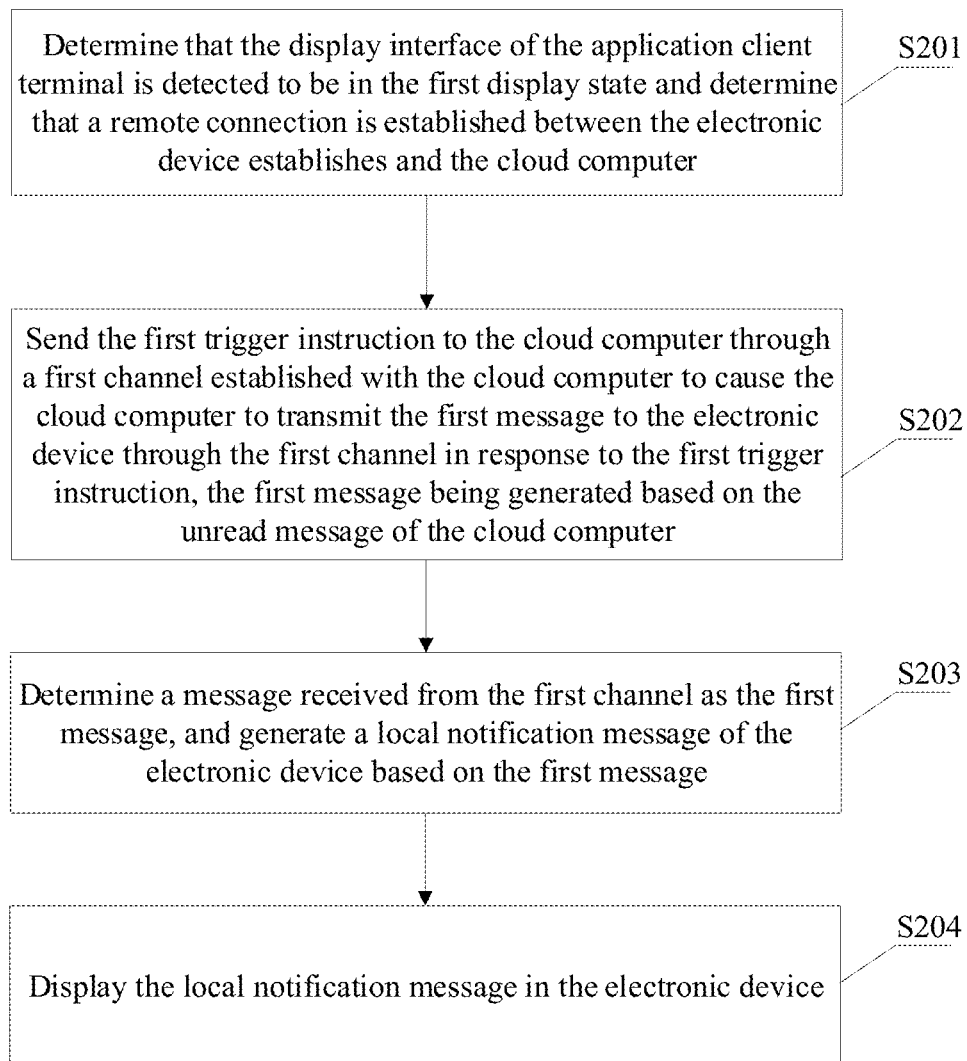 Determine that the display interface of the application client
terminal is detected to be in the first display state and determine
that a remote connection is established between the electronic
device establishes and the cloud computer
S201
Send the first trigger instruction to the cloud computer through
a first channel established with the cloud computer to cause the
cloud computer to transmit the first message to the electronic
device through the first channel in response to the first trigger
instruction, the first message being generated based on the
unread message of the cloud computer
S202
Determine a message received from the first channel as the first
message, and generate a local notification message of the
electronic device based on the first message
S203
Display the local notification message in the electronic device
S204